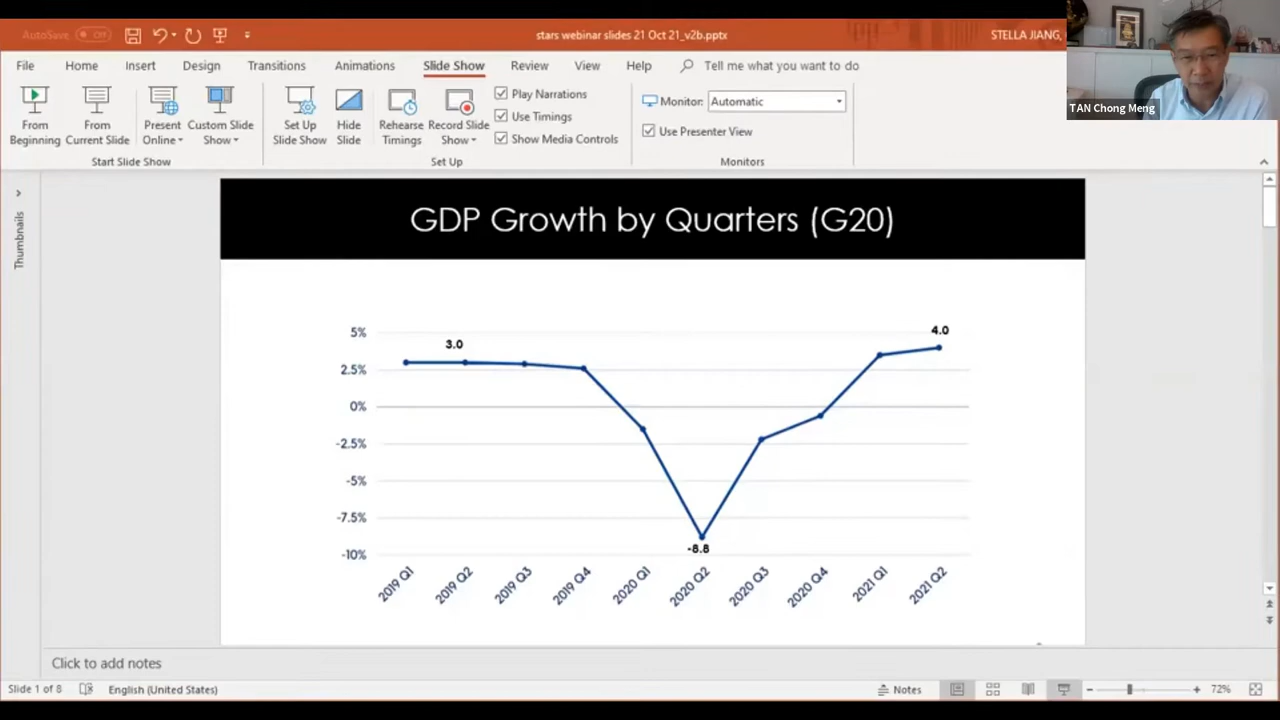 AutoSave Off
stars webinar slides 21 Oct 21_v2b.pptx
STELLA JIANG,
TAN Chong Meng
File Home Insert Design Transitions Animations Slide Show Review View Help Tell me what you want to do
From Beginning
From Current Slide
Present Online
Custom Slide Show
Start Slide Show
Set Up Slide Show
Hide Slide
Rehearse Timings
Record Slide Show
Play Narrations
Use Timings
Show Media Controls
Set Up
Monitor: Automatic
Use Presenter View
Monitors
Thumbnails
GDP Growth by Quarters (G20)
5%
2.5%
0%
-2.5%
-5%
-7.5%
-10%
3.0
-8.8
4.0
2019 Q1
2019 Q2
2019 Q3
2019 Q4
2020 Q1
2020 Q2
2020 Q3
2020 Q4
2021 Q1
2021 Q2
Click to add notes
Slide 1 of 8 English (United States) Notes 72%